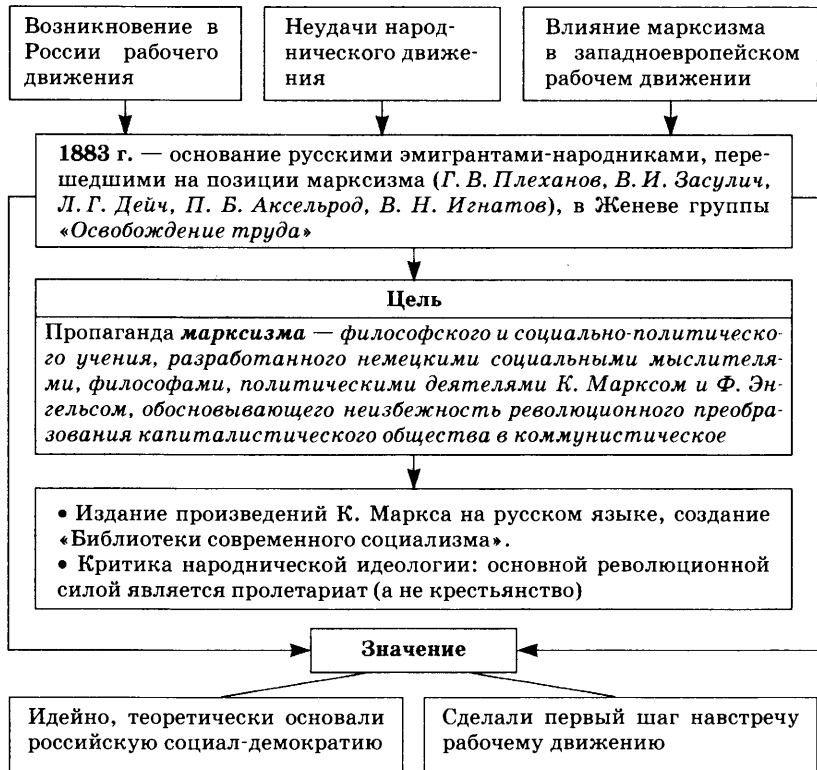 Возникновение в
России рабочего
движения
Неудачи народ-
нического движе-
ния
Влияние марксизма
в западноевропейском
рабочем движении
1883 г. — основание русскими эмигрантами-народниками, пере-
шедшими на позиции марксизма (Г. В. Плеханов, В. И. Засулич,
Л. Г. Дейч, П. Б. Аксельрод, В. Н. Игнатов), в Женеве группы
«Освобождение труда»
Цель
Пропаганда марксизма — философского и социально-политическо-
го учения, разработанного немецкими социальными мыслителя-
ми, философами, политическими деятелями К. Марксом и Ф. Эн-
гельсом, обосновывающего неизбежность революционного преобра-
зования капиталистического общества в коммунистическое
• Издание произведений К. Маркса на русском языке, создание
«Библиотеки современного социализма».
• Критика народнической идеологии: основной революционной
силой является пролетариат (а не крестьянство)
Значение
Идейно, теоретически основали
российскую социал-демократию
Сделали первый шаг навстречу
рабочему движению